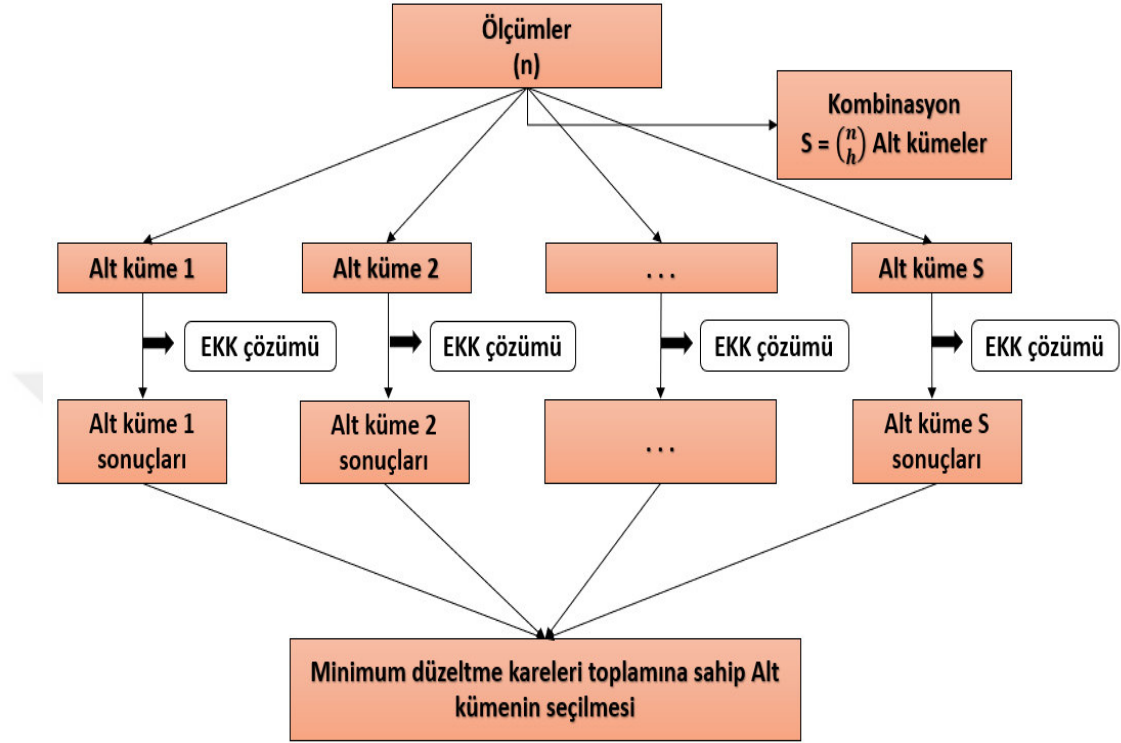 Ölçümler
(n)
Kombinasyon
S = (n h) Alt kümeler
Alt küme 1
Alt küme 2
. . .
Alt küme S
EKK çözümü
EKK çözümü
EKK çözümü
EKK çözümü
Alt küme 1
sonuçları
Alt küme 2
sonuçları
. . .
Alt küme S
sonuçları
Minimum düzeltme kareleri toplamına sahip Alt
kümenin seçilmesi